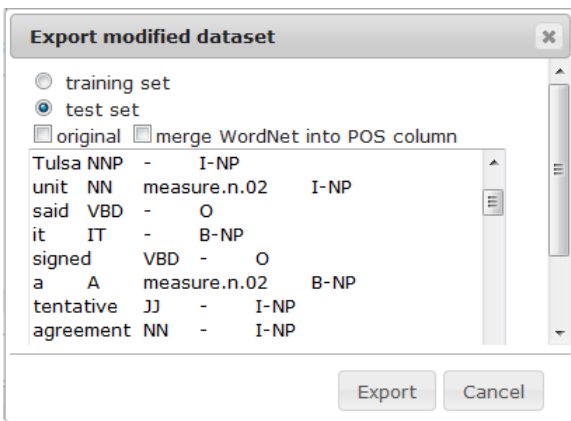 Export modified dataset
training set
test set
original merge WordNet into POS column
Tulsa NNP - I-NP
unit NN measure.n.02 I-NP
said VBD - O
it IT - B-NP
signed VBD - O
a A measure.n.02 B-NP
tentative JJ - I-NP
agreement NN - I-NP
Export Cancel